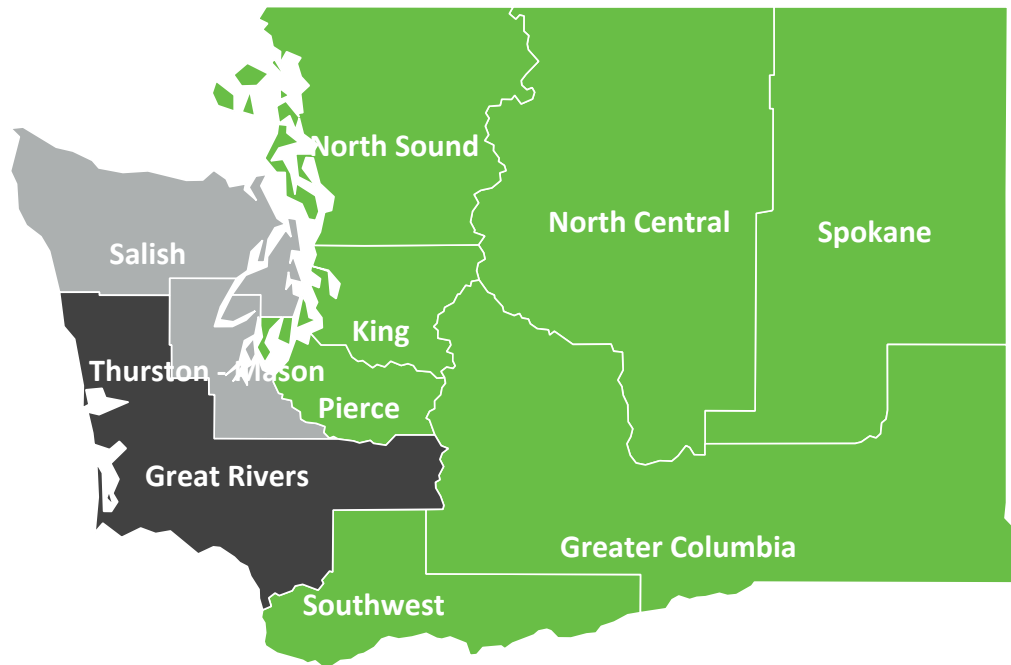 North Sound
North Central
Spokane
Salish
King
Thurston - Mason
Pierce
Great Rivers
Greater Columbia
Southwest